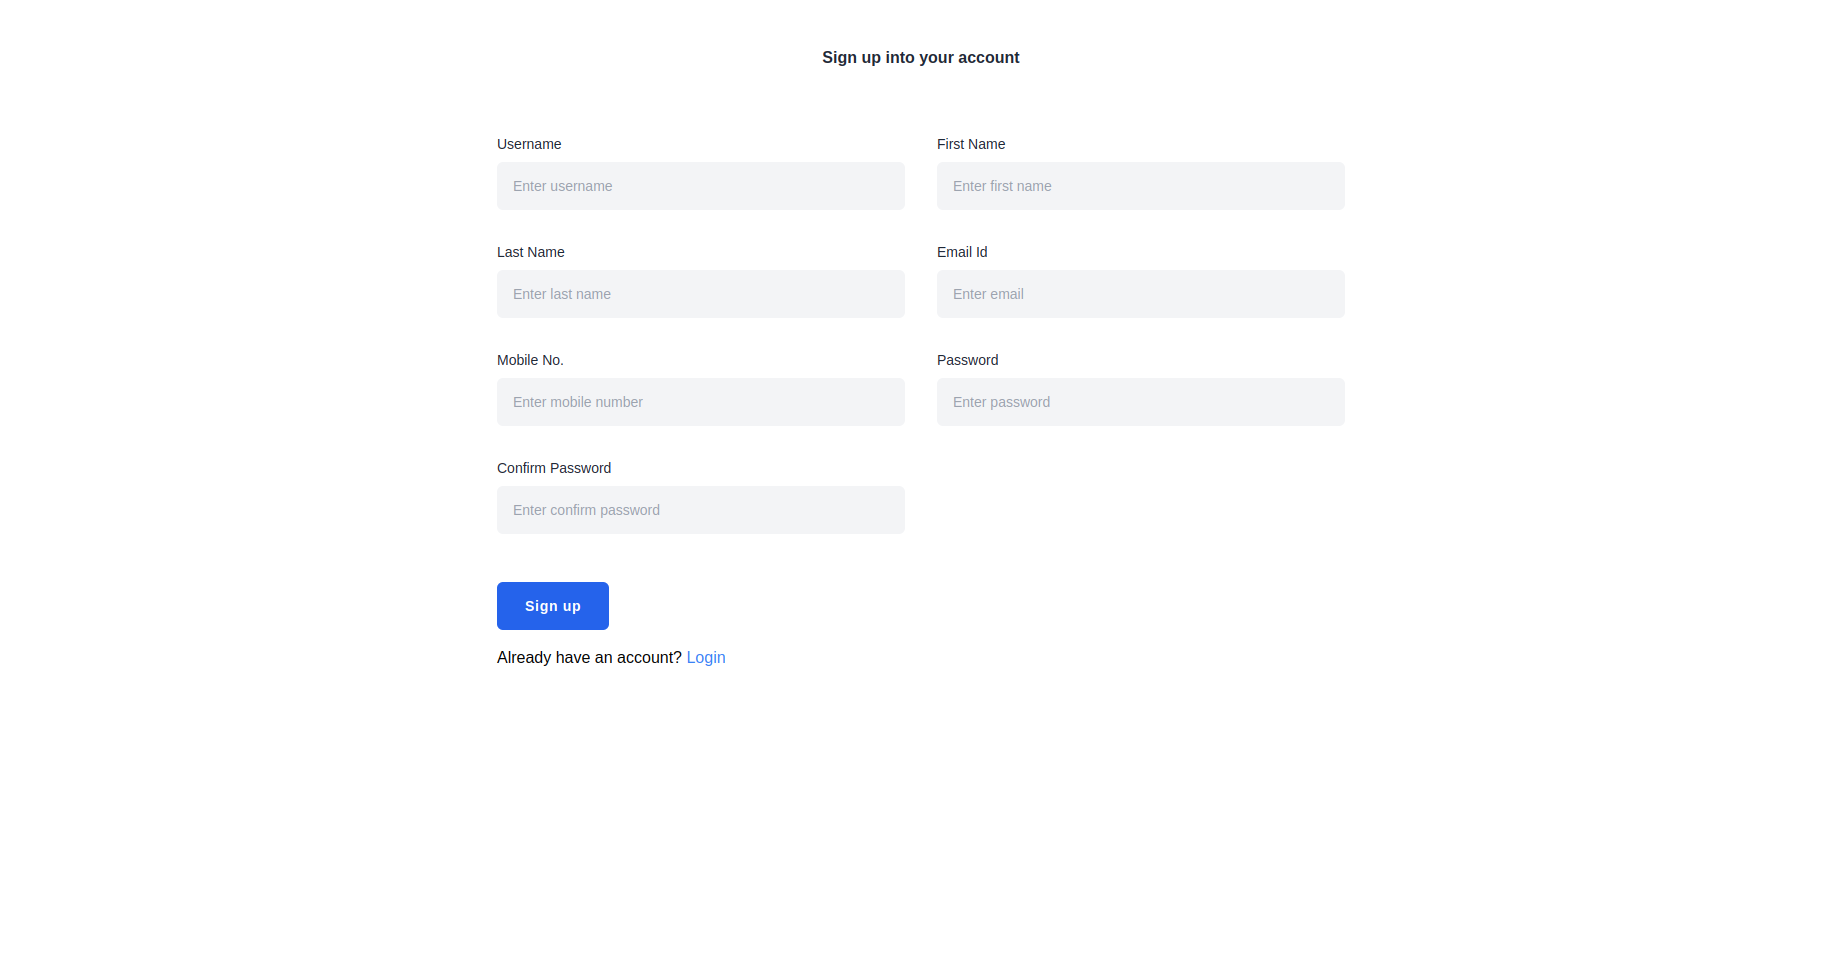 Sign up into your account
Username
First Name
Enter username
Enter first name
Last Name
Email Id
Enter last name
Enter email
Mobile No.
Password
Enter mobile number
Enter password
Confirm Password
Enter confirm password
Sign up
Already have an account? Login